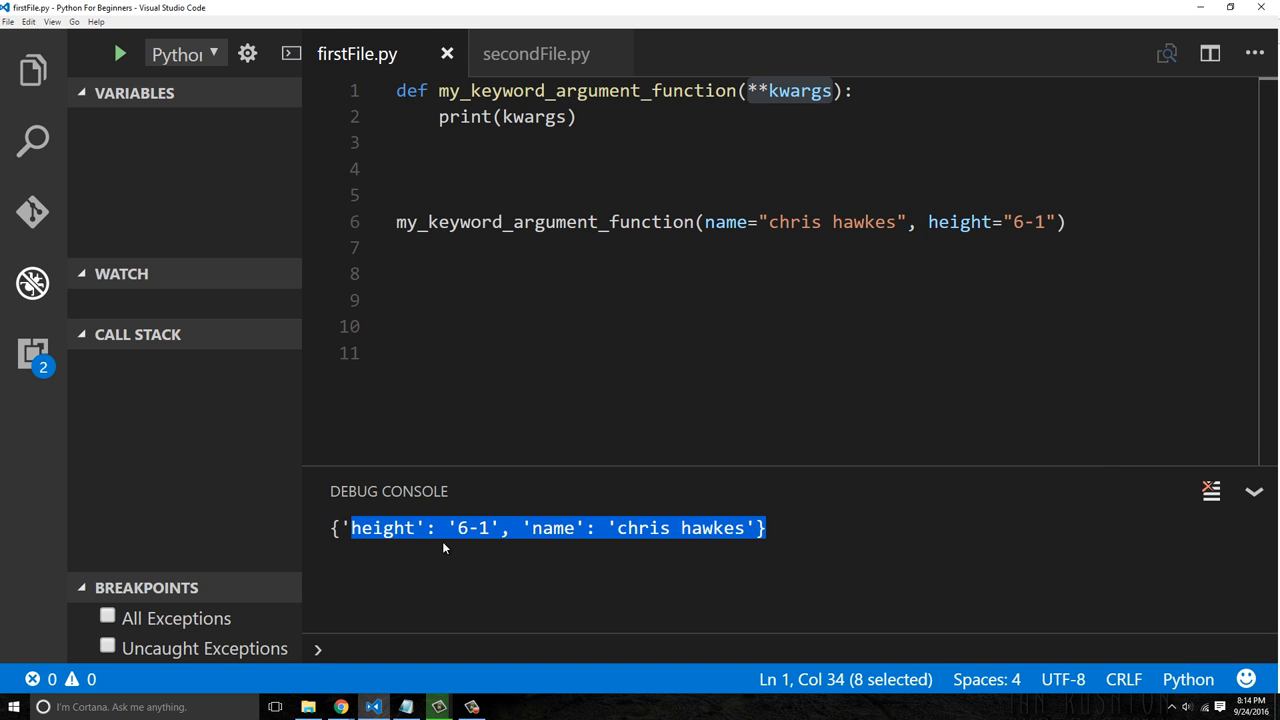 firstFile.py - Python For Beginners - Visual Studio Code
File Edit View Go Help
Pythor
firstFile.py
secondFile.py
VARIABLES
WATCH
CALL STACK
2
BREAKPOINTS
All Exceptions
Uncaught Exceptions
1 def my_keyword_argument_function(**kwargs):
2 print(kwargs)
3
4
5
6 my_keyword_argument_function(name="chris hawkes", height="6-1")
7
8
9
10
11
DEBUG CONSOLE
{'height': '6-1', 'name': 'chris hawkes'}
0 0
Ln 1, Col 34 (8 selected) Spaces: 4 UTF-8 CRLF Python
I'm Cortana. Ask me anything.
8:14 PM
9/24/2016